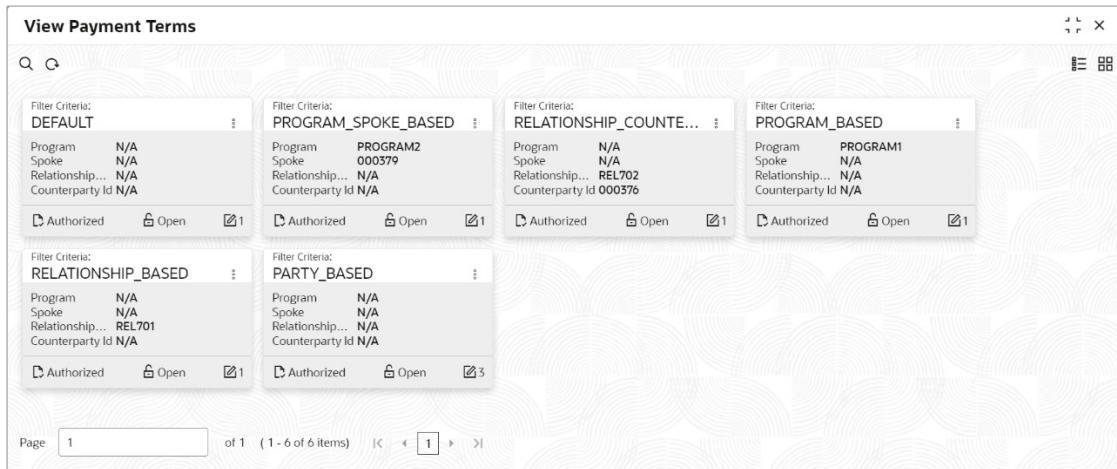 View Payment Terms
Filter Criteria:
DEFAULT
Program N/A
Spoke N/A
Relationship... N/A
Counterparty Id N/A
Authorized Open 1
Filter Criteria:
PROGRAM_SPOKE_BASED
Program PROGRAM2
Spoke 000379
Relationship... N/A
Counterparty Id N/A
Authorized Open 1
Filter Criteria:
RELATIONSHIP_COUNTE...
Program N/A
Spoke N/A
Relationship... REL702
Counterparty Id 000376
Authorized Open 1
Filter Criteria:
PROGRAM_BASED
Program PROGRAM1
Spoke N/A
Relationship... N/A
Counterparty Id N/A
Authorized Open 1
Filter Criteria:
RELATIONSHIP_BASED
Program N/A
Spoke N/A
Relationship... REL701
Counterparty Id N/A
Authorized Open 1
Filter Criteria:
PARTY_BASED
Program N/A
Spoke N/A
Relationship... N/A
Counterparty Id N/A
Authorized Open 3
Page 1 of 1 (1 - 6 of 6 items) 1